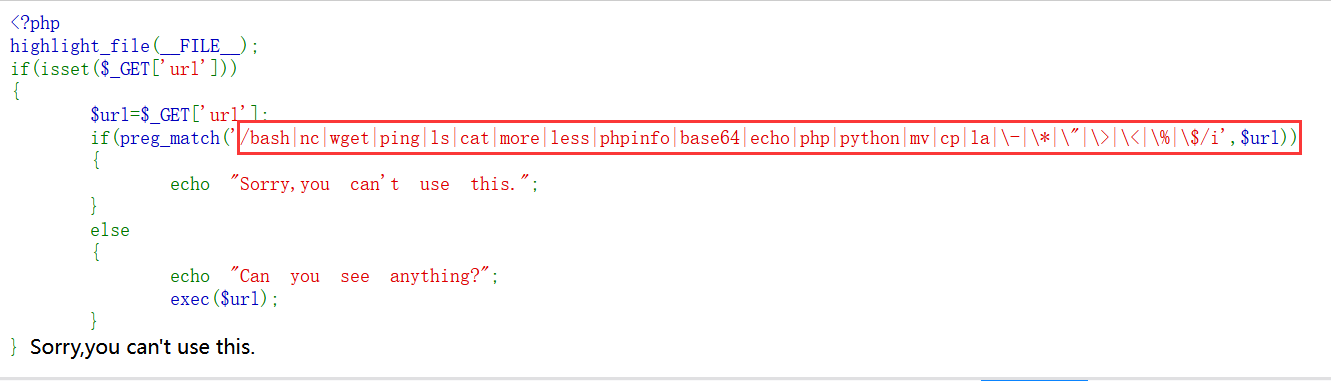 <?php
highlight_file(__FILE__);
if(isset($_GET['url']))
{
$url=$_GET['url'];
if(preg_match('/bash|nc|wget|ping|ls|cat|more|less|phpinfo|base64|echo|php|python|mv|cp|la|\-|\*|\"|\>|\<|\%|\$/i',$url))
{
echo "Sorry,you can't use this.";
}
else
{
echo "Can you see anything?";
exec($url);
}
} Sorry,you can't use this.